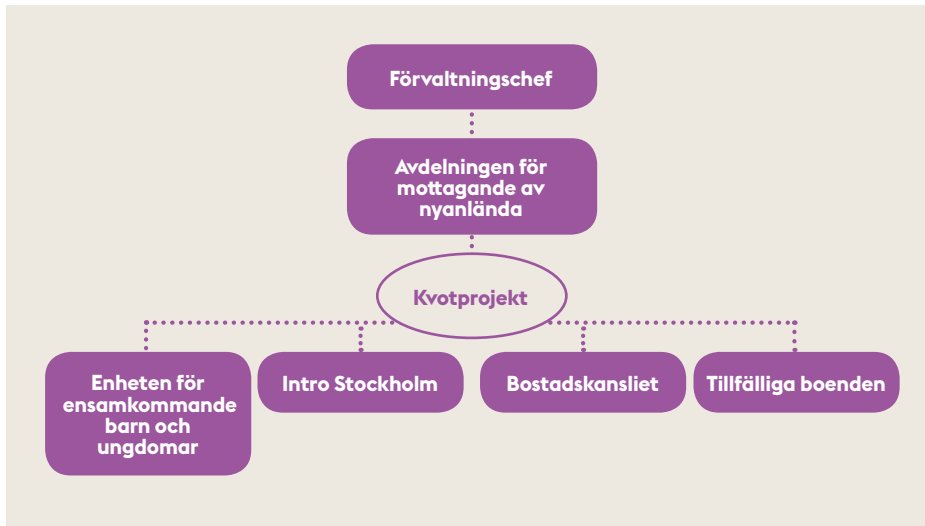 Förvaltningschef
Avdelningen för
mottagande av
nyanlända
Kvotprojekt
Enheten för
ensamkommande
barn och
ungdomar
Intro Stockholm
Bostadskansliet
Tillfälliga boenden